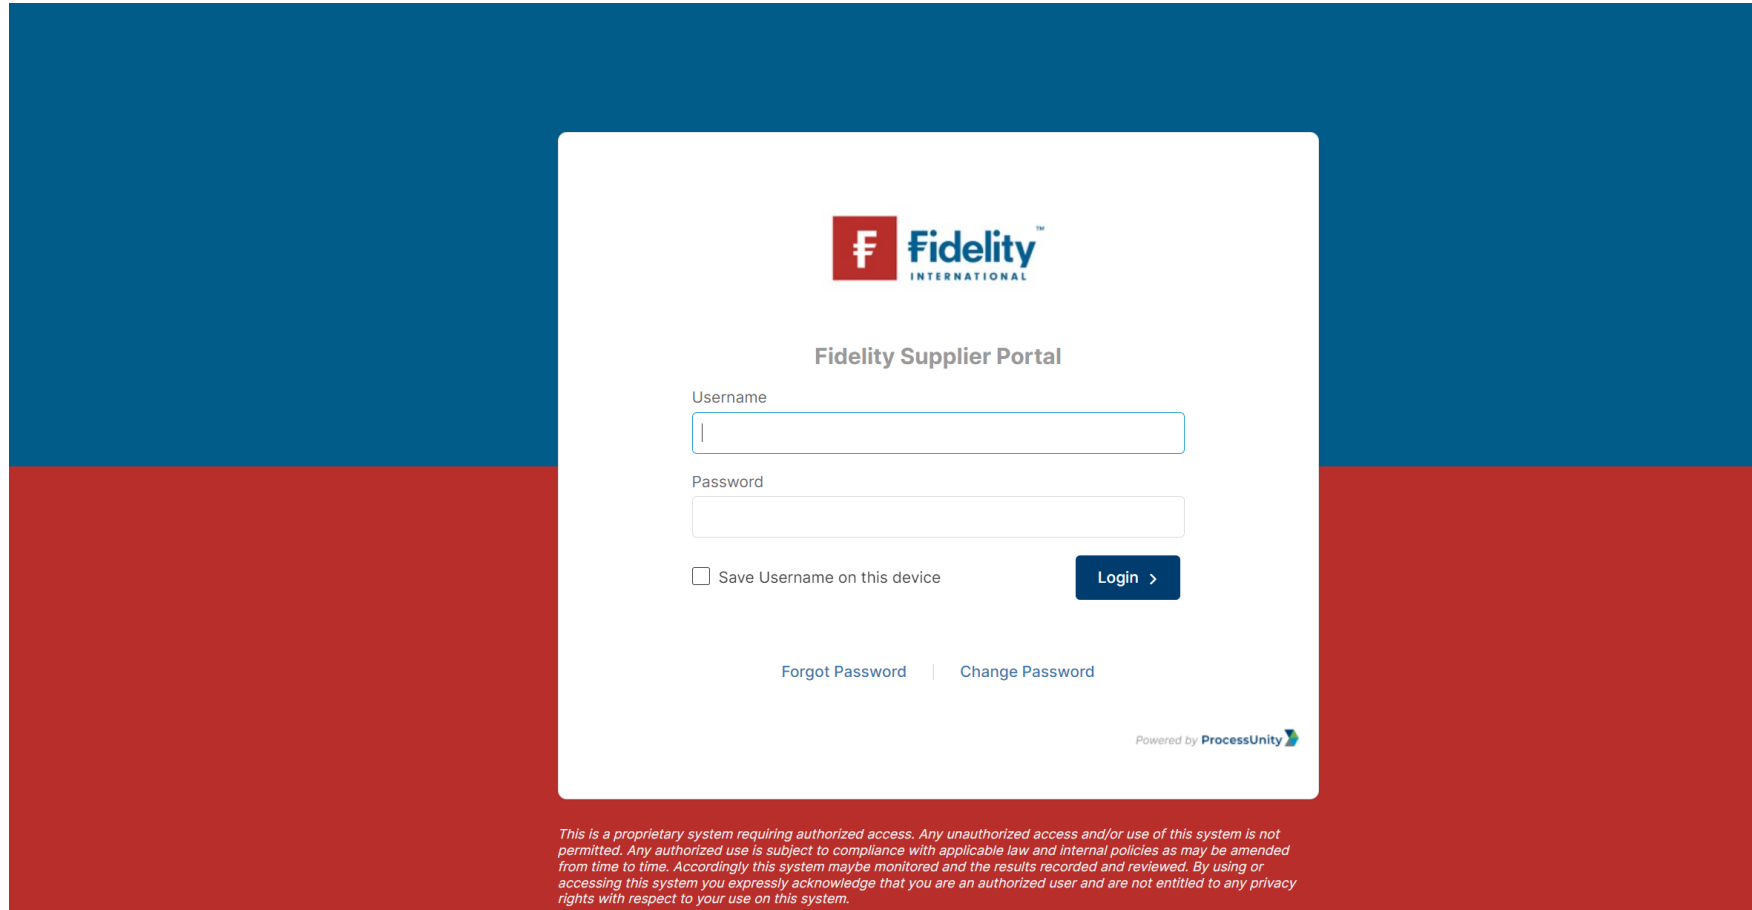 Fidelity™
INTERNATIONAL
Fidelity Supplier Portal
Username
Password
Save Username on this device
Login >
Forgot Password | Change Password
Powered by ProcessUnity
This is a proprietary system requiring authorized access. Any unauthorized access and/or use of this system is not
permitted. Any authorized use is subject to compliance with applicable law and internal policies as may be amended
from time to time. Accordingly this system maybe monitored and the results recorded and reviewed. By using or
accessing this system you expressly acknowledge that you are an authorized user and are not entitled to any privacy
rights with respect to your use on this system.